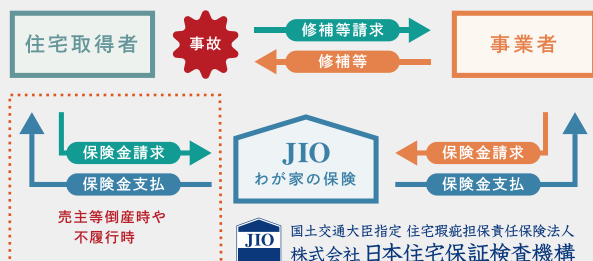 住宅取得者
事故
修補等請求
修補等
事業者
保険金請求
保険金支払
売主等倒産時や
不履行時
JIO
わが家の保険
保険金請求
保険金支払
JIO
国土交通大臣指定 住宅瑕疵担保責任保険法人
株式会社 日本住宅保証検査機構